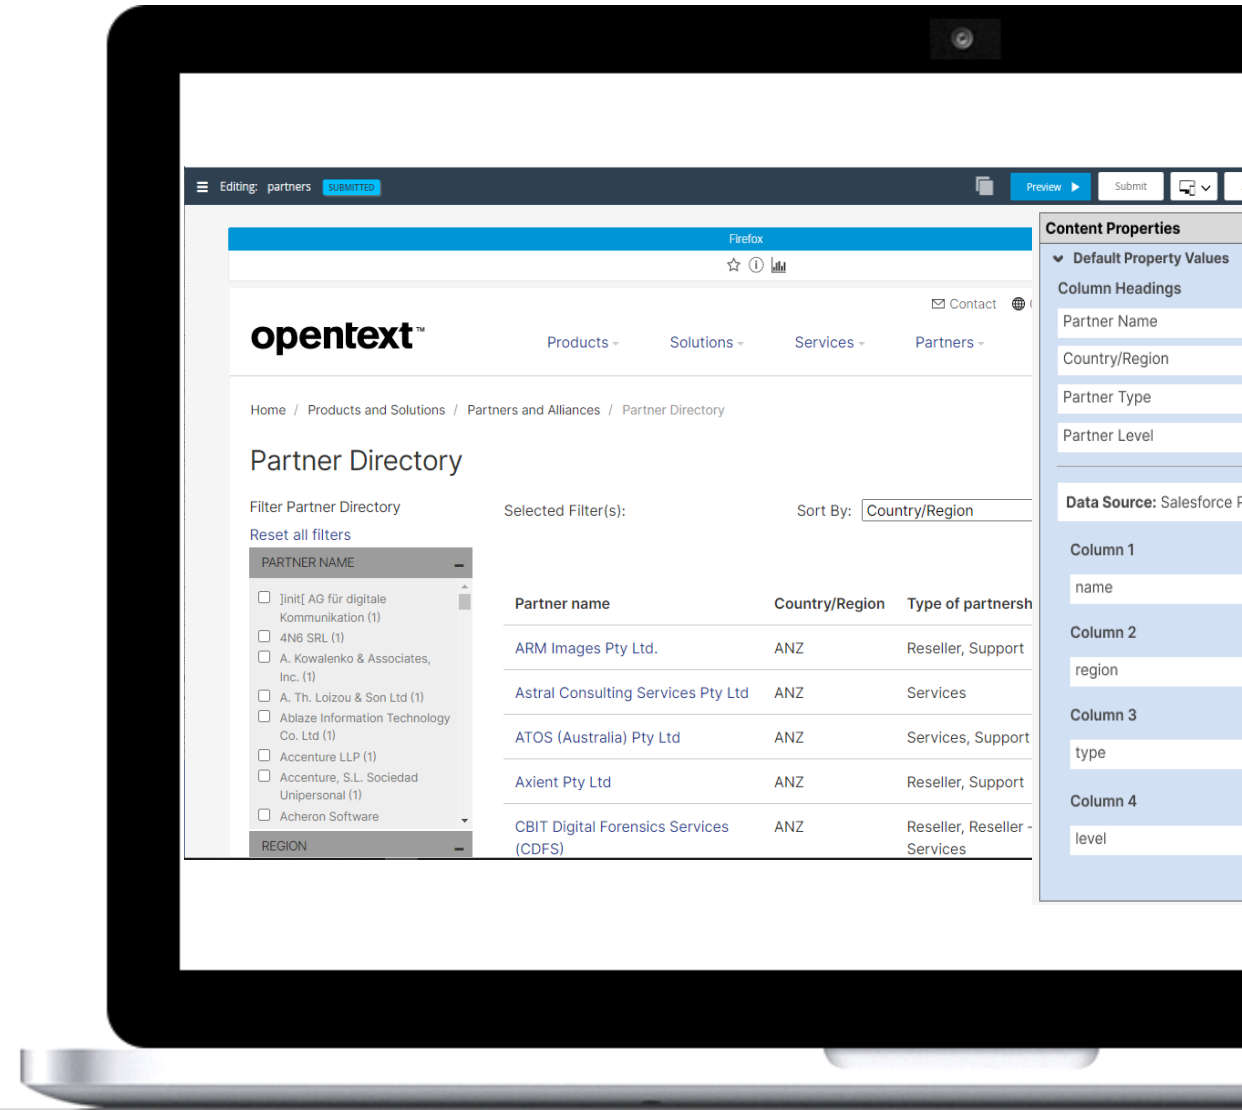 Editing: partners SUBMITTED
Preview
Submit
Firefox
Contact
opentext™
Products
Solutions
Services
Partners
Home / Products and Solutions / Partners and Alliances / Partner Directory
Partner Directory
Filter Partner Directory
Reset all filters
PARTNER NAME
]init[ AG für digitale
Kommunikation (1)
4N6 SRL (1)
A. Kowalenko & Associates,
Inc. (1)
A. Th. Loizou & Son Ltd (1)
Ablaze Information Technology
Co. Ltd (1)
Accenture LLP (1)
Accenture, S.L. Sociedad
Unipersonal (1)
Acheron Software
REGION
Selected Filter(s):
Sort By: Country/Region
Partner name Country/Region Type of partnersh
ARM Images Pty Ltd. ANZ Reseller, Support
Astral Consulting Services Pty Ltd ANZ Services
ATOS (Australia) Pty Ltd ANZ Services, Support
Axient Pty Ltd ANZ Reseller, Support
CBIT Digital Forensics Services ANZ Reseller, Reseller -
(CDFS) Services
Content Properties
Default Property Values
Column Headings
Partner Name
Country/Region
Partner Type
Partner Level
Data Source: Salesforce
Column 1
name
Column 2
region
Column 3
type
Column 4
level